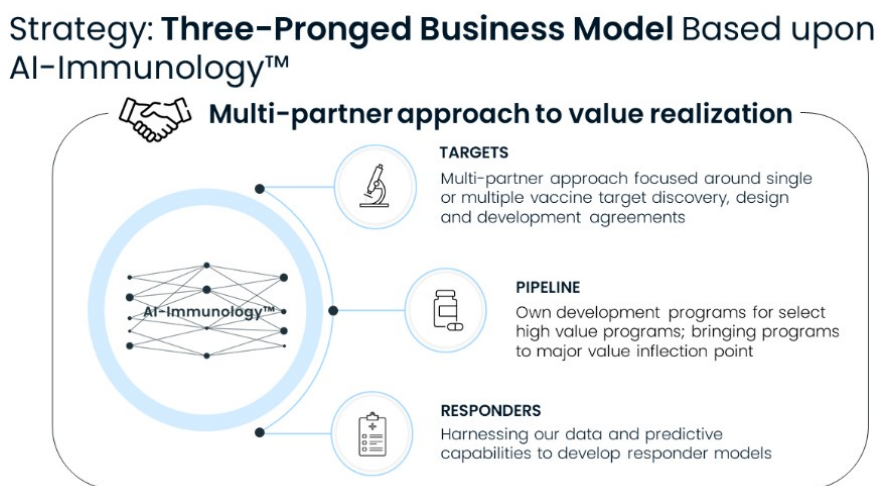 Strategy: Three-Pronged Business Model Based upon
AI-Immunology™
Multi-partner approach to value realization
TARGETS
Multi-partner approach focused around single
or multiple vaccine target discovery, design
and development agreements
AI-Immunology™
PIPELINE
Own development programs for select
high value programs; bringing programs
to major value inflection point
RESPONDERS
Harnessing our data and predictive
capabilities to develop responder models